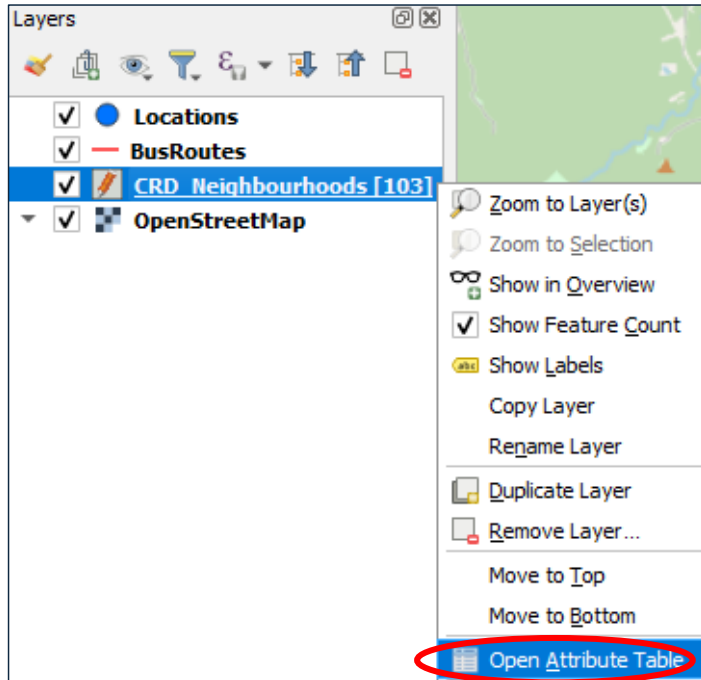 Layers
Locations
BusRoutes
CRD_Neighbourhoods [103]
OpenStreetMap
Zoom to Layer(s)
Zoom to Selection
Show in Overview
Show Feature Count
abc Show Labels
Copy Layer
Rename Layer
Duplicate Layer
Remove Layer...
Move to Top
Move to Bottom
Open Attribute Table